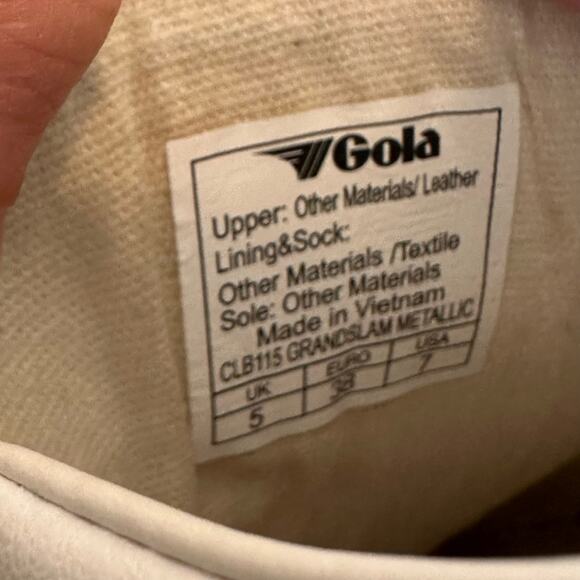 Gola
Upper: Other Materials/ Leather
Lining&Sock:
Other Materials /Textile
Sole: Other Materials
Made in Vietnam
CLB115 GRANDSLAM METALLIC
UK EURO USA
5 38 7